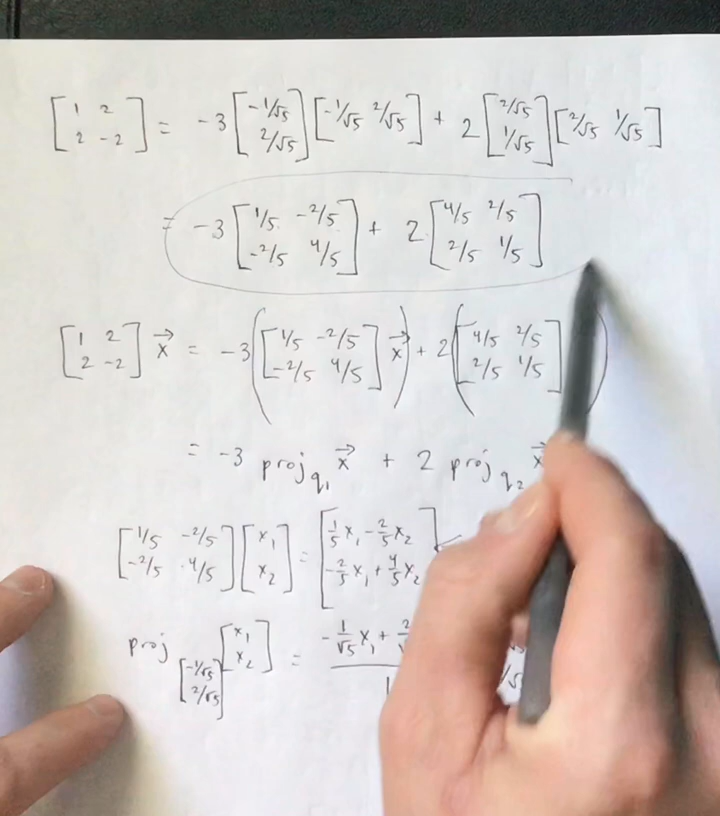 [1 2; 2 -2] = -3 [-1/√5; 2/√5] [-1/√5 2/√5] + 2 [2/√5; 1/√5] [2/√5 1/√5]
= -3 [1/5 -2/5; -2/5 4/5] + 2 [4/5 2/5; 2/5 1/5]
[1 2; 2 -2] x⃗ = -3 ([1/5 -2/5; -2/5 4/5] x⃗) + 2 ([4/5 2/5; 2/5 1/5] )
= -3 proj_q₁ x⃗ + 2 proj_q₂ x⃗
[1/5 -2/5; -2/5 4/5] [x₁; x₂] = [1/5 x₁ - 2/5 x₂; -2/5 x₁ + 4/5 x₂]
proj_[-1/√5; 2/√5] [x₁; x₂] = -1/√5 x₁ + 2